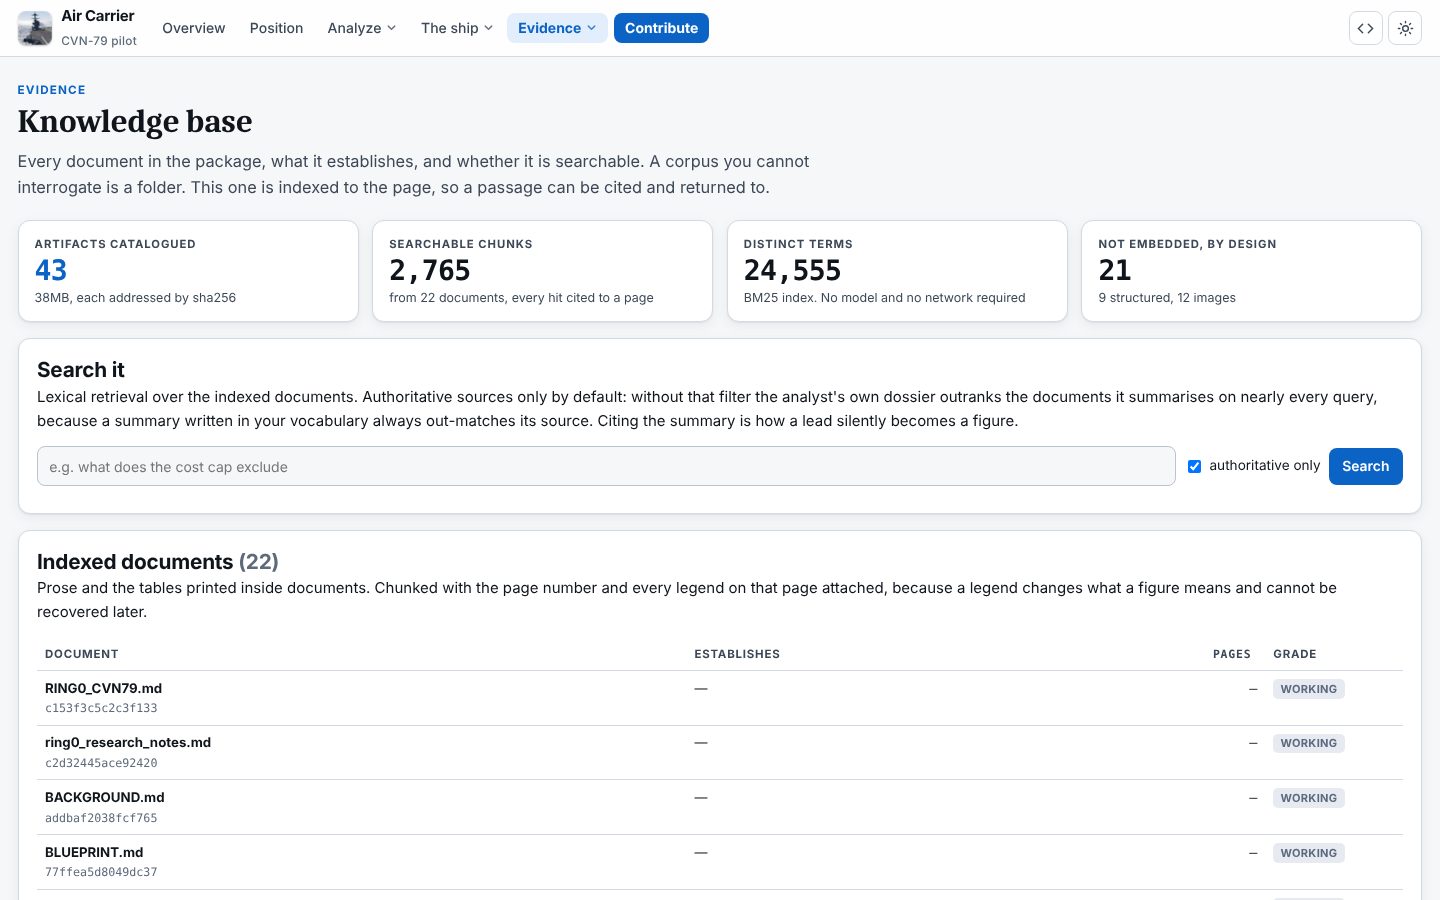 Air Carrier
CVN-79 pilot
Overview
Position
Analyze
The ship
Evidence
Contribute
EVIDENCE
Knowledge base
Every document in the package, what it establishes, and whether it is searchable. A corpus you cannot
interrogate is a folder. This one is indexed to the page, so a passage can be cited and returned to.
ARTIFACTS CATALOGUED
43
38MB, each addressed by sha256
SEARCHABLE CHUNKS
2,765
from 22 documents, every hit cited to a page
DISTINCT TERMS
24,555
BM25 index. No model and no network required
NOT EMBEDDED, BY DESIGN
21
9 structured, 12 images
Search it
Lexical retrieval over the indexed documents. Authoritative sources only by default: without that filter the analyst's own dossier outranks the documents it summarises on nearly every query,
because a summary written in your vocabulary always out-matches its source. Citing the summary is how a lead silently becomes a figure.
e.g. what does the cost cap exclude
authoritative only
Search
Indexed documents (22)
Prose and the tables printed inside documents. Chunked with the page number and every legend on that page attached, because a legend changes what a figure means and cannot be
recovered later.
DOCUMENT ESTABLISHES PAGES GRADE
RING0_CVN79.md — – WORKING
c153f3c5c2c3f133
ring0_research_notes.md — – WORKING
c2d32445ace92420
BACKGROUND.md — – WORKING
addbaf2038fcf765
BLUEPRINT.md — – WORKING
77ffea5d8049dc37